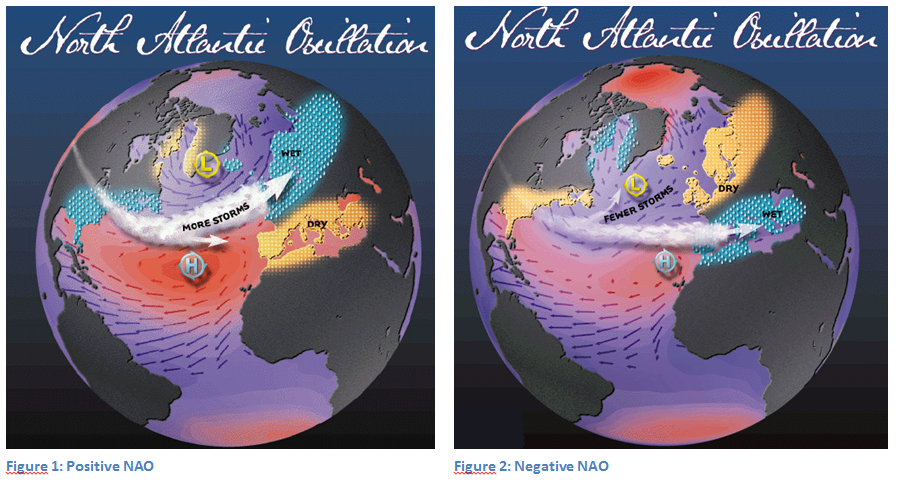 North Atlantic Oscillation
L
WET
MORE STORMS
DRY
H
Figure 1: Positive NAO
North Atlantic Oscillation
L
DRY
FEWER STORMS
WET
H
Figure 2: Negative NAO